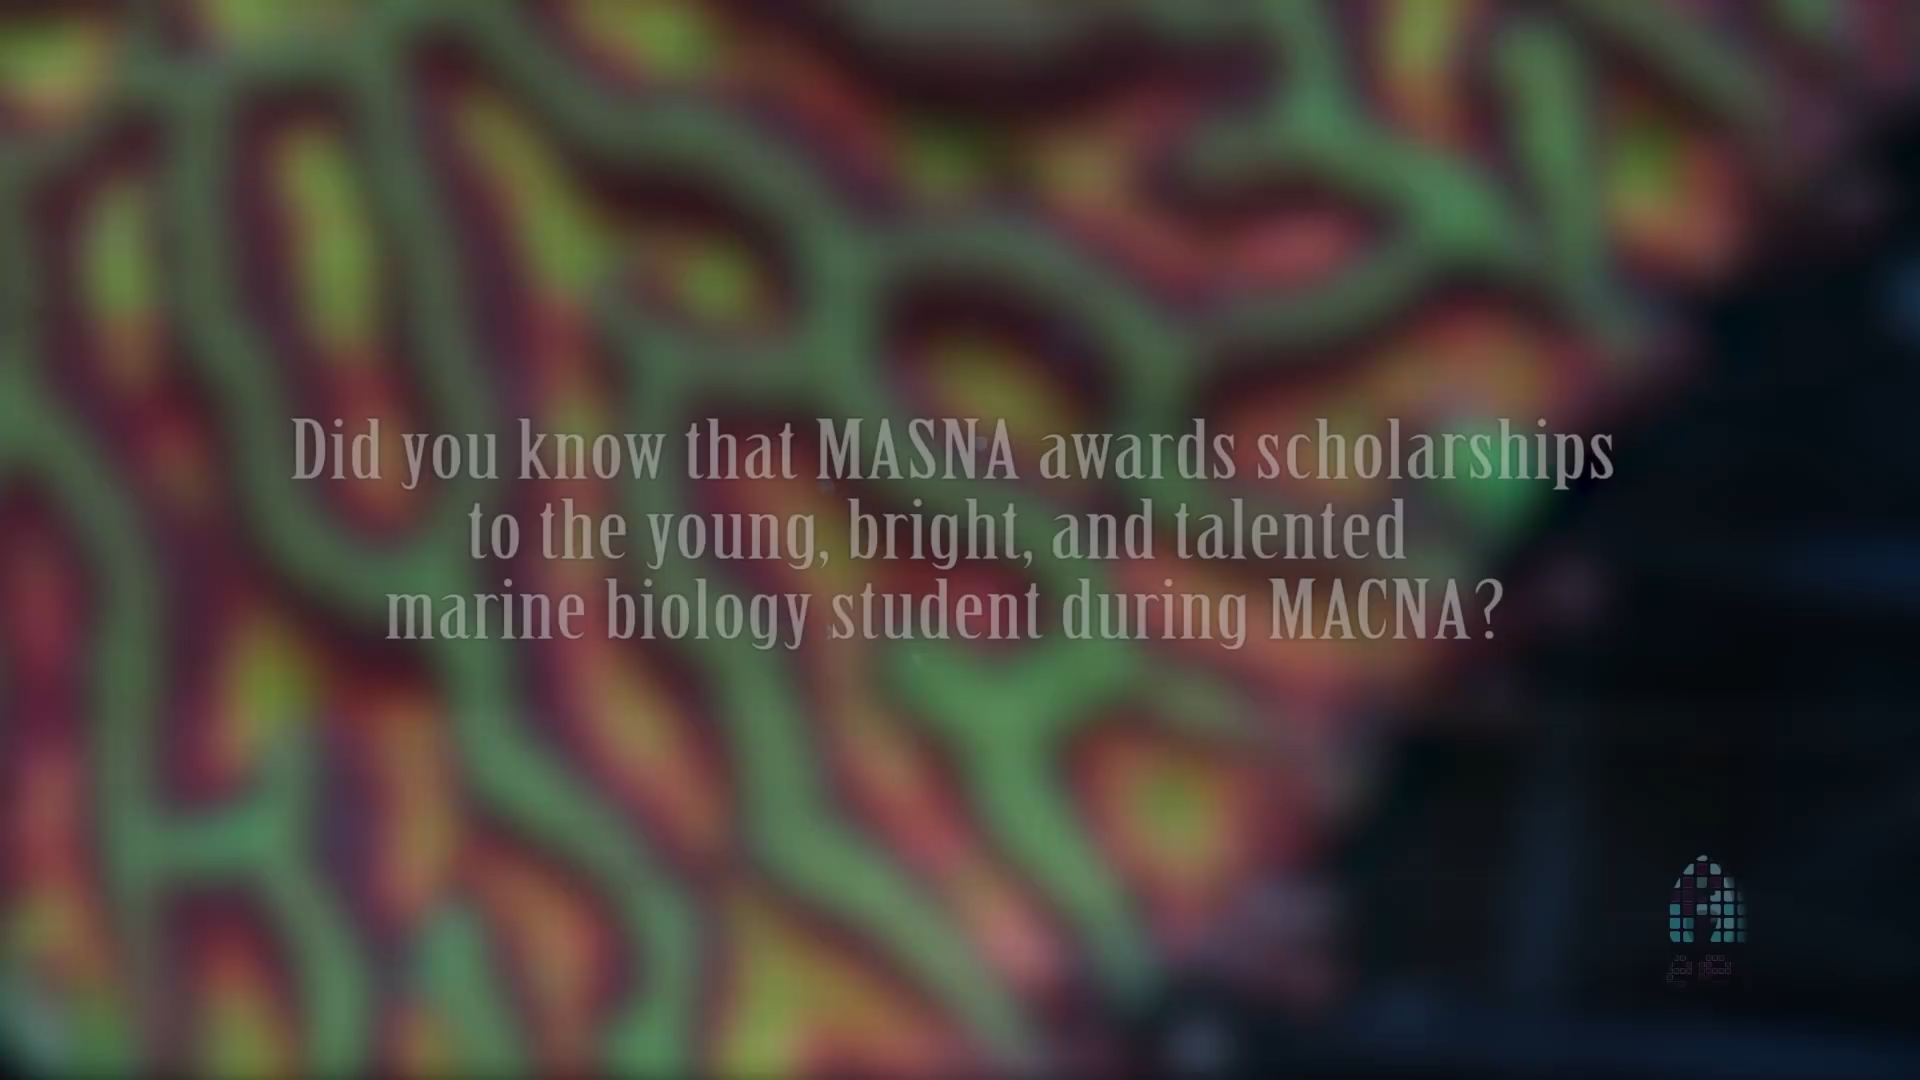 Did you know that MASNA awards scholarships
to the young, bright, and talented
marine biology student during MACNA?